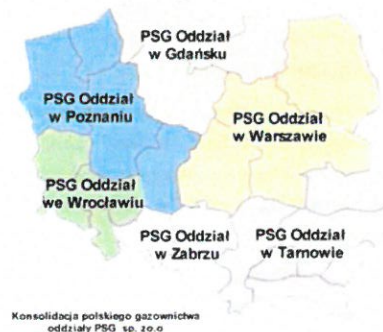 PSG Oddział
w Gdańsku
PSG Oddział
w Poznaniu
PSG Oddział
w Warszawie
PSG Oddział
we Wrocławiu
PSG Oddział
w Zabrzu
PSG Oddział
w Tarnowie
Konsolidacja polskiego gazownictwa
oddziały PSG sp. zo.o